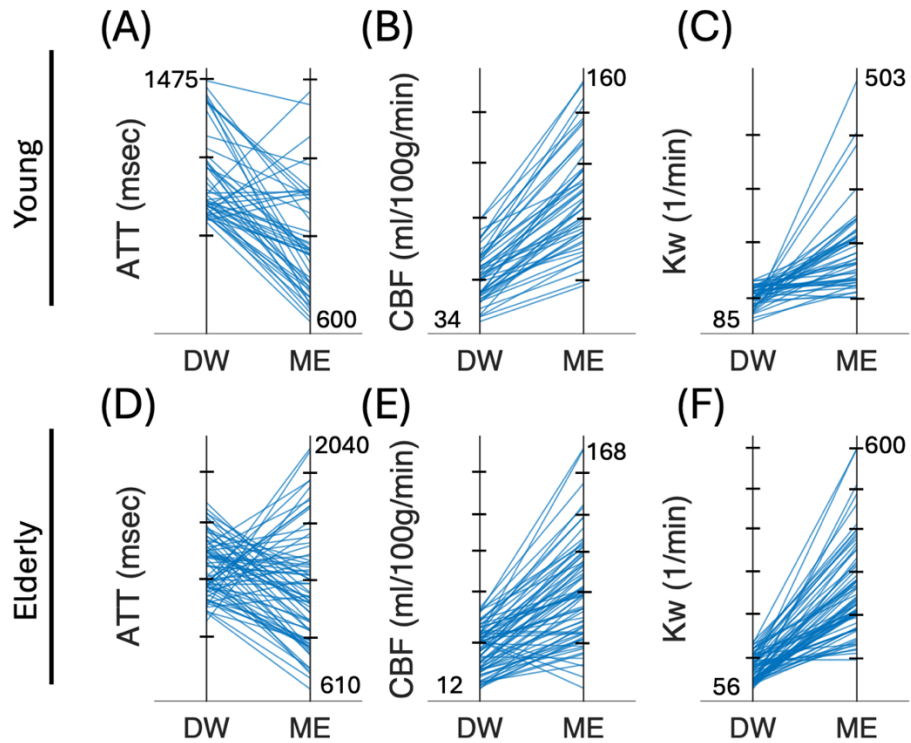 (A)
(B)
(C)
Young
ATT (msec)
1475
600
DW
ME
CBF (ml/100g/min)
160
34
DW
ME
Kw (1/min)
503
85
DW
ME
(D)
(E)
(F)
Elderly
ATT (msec)
2040
610
DW
ME
CBF (ml/100g/min)
168
12
DW
ME
Kw (1/min)
600
56
DW
ME